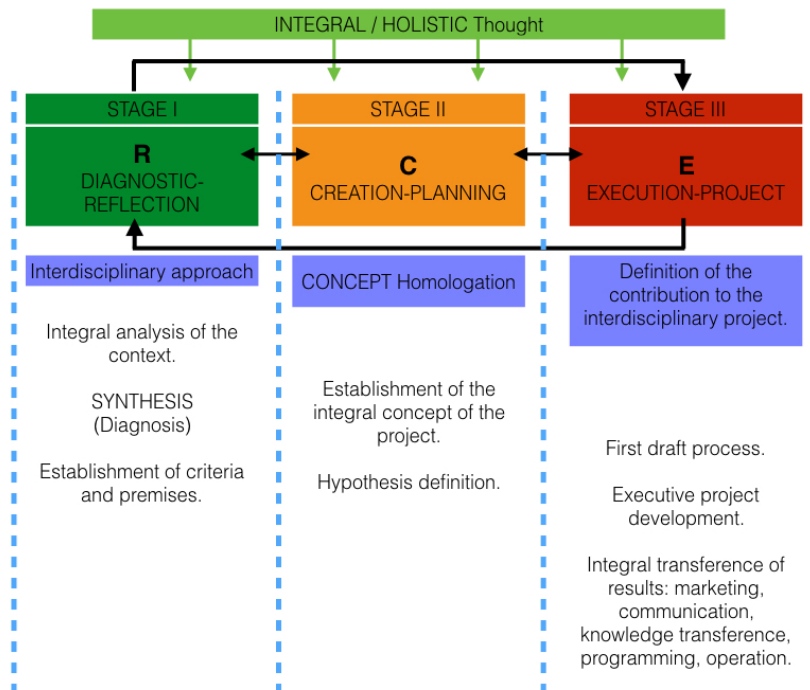 INTEGRAL / HOLISTIC Thought
STAGE I
R
DIAGNOSTIC-
REFLECTION
STAGE II
C
CREATION-PLANNING
STAGE III
E
EXECUTION-PROJECT
Interdisciplinary approach
Integral analysis of the
context.
SYNTHESIS
(Diagnosis)
Establishment of criteria
and premises.
CONCEPT Homologation
Establishment of the
integral concept of the
project.
Hypothesis definition.
Definition of the
contribution to the
interdisciplinary project.
First draft process.
Executive project
development.
Integral transference of
results: marketing,
communication,
knowledge transference,
programming, operation.